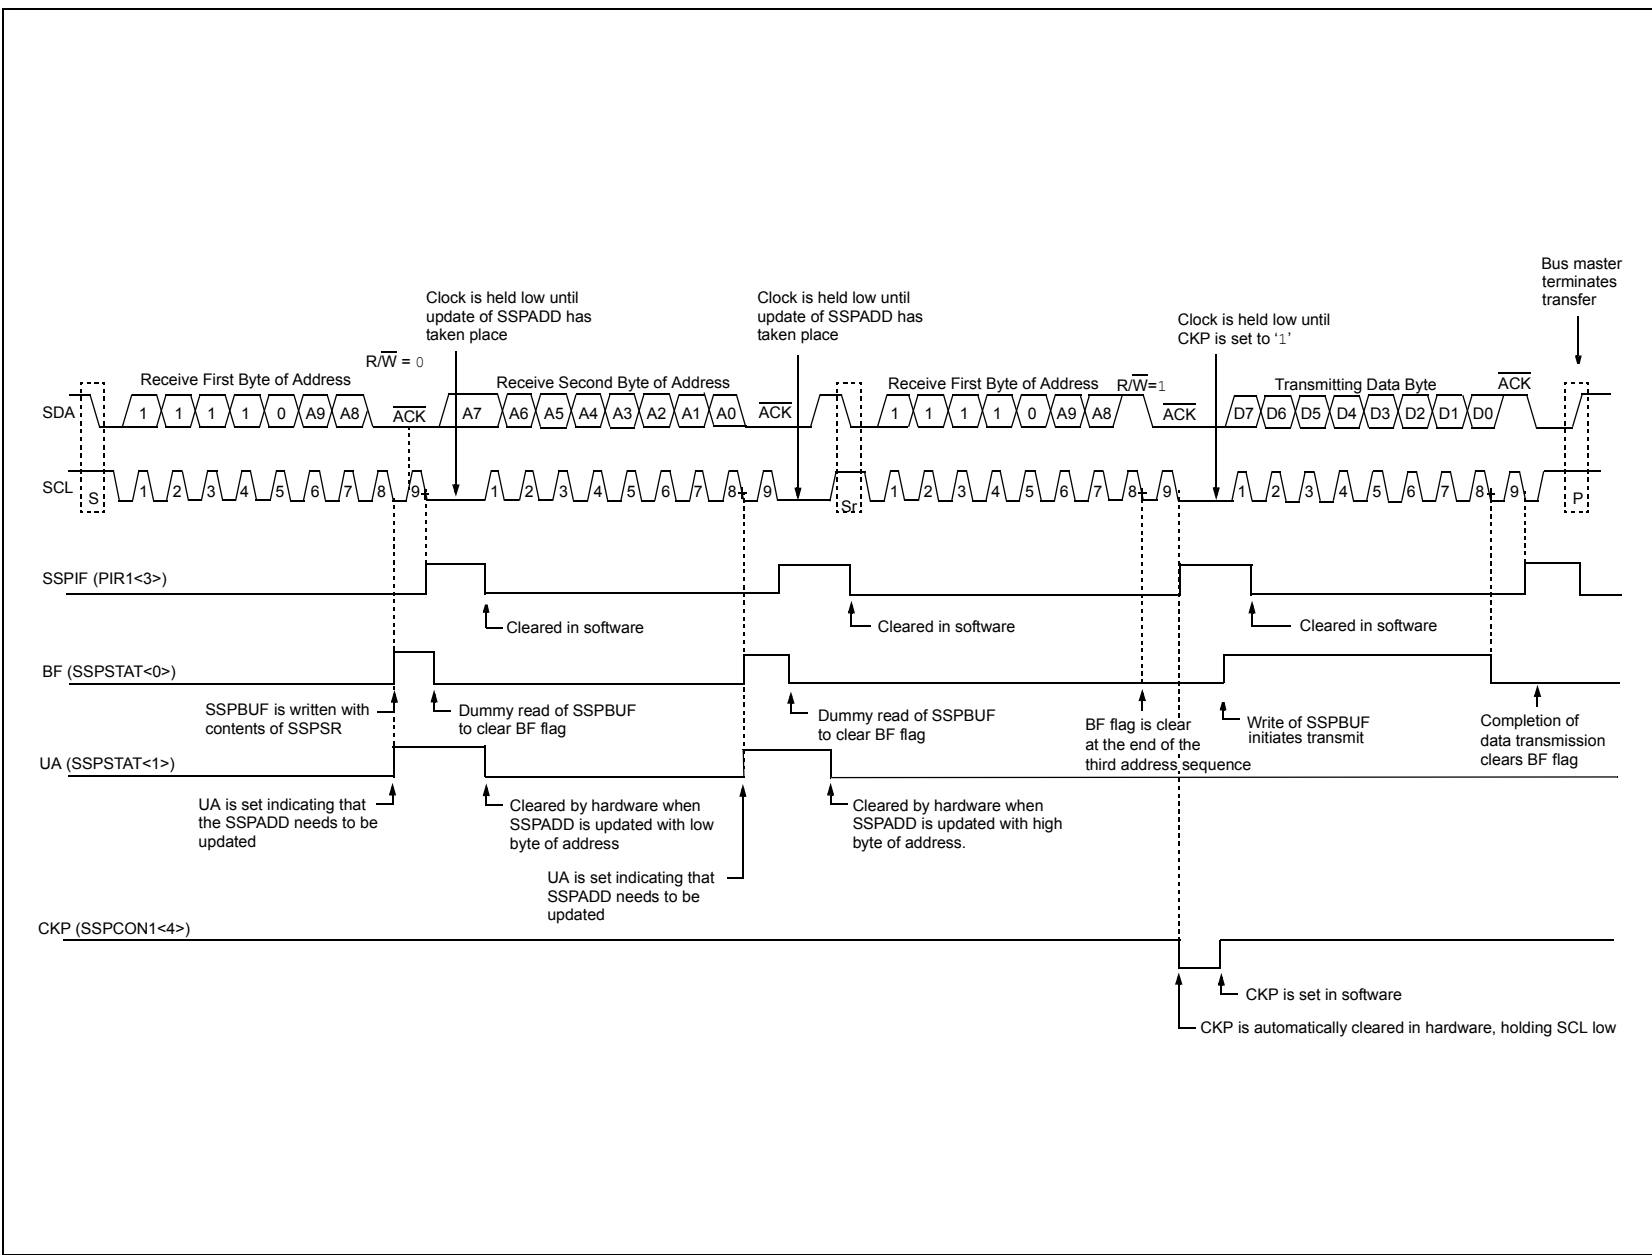 Bus master
terminates
transfer
Clock is held low until
update of SSPADD has
taken place
Clock is held low until
update of SSPADD has
taken place
Clock is held low until
CKP is set to ‘1’
R/W̅ = 0
Receive First Byte of Address
Receive Second Byte of Address
Receive First Byte of Address
R/W̅=1
Transmitting Data Byte
A̅C̅K̅
SDA
1 1 1 1 0 A9 A8
A̅C̅K̅
A7 A6 A5 A4 A3 A2 A1 A0
A̅C̅K̅
1 1 1 1 0 A9 A8
A̅C̅K̅
D7 D6 D5 D4 D3 D2 D1 D0
SCL
S
1 2 3 4 5 6 7 8 9
1 2 3 4 5 6 7 8 9
Sr
1 2 3 4 5 6 7 8 9
1 2 3 4 5 6 7 8 9
P
SSPIF (PIR1<3>)
Cleared in software
Cleared in software
Cleared in software
BF (SSPSTAT<0>)
SSPBUF is written with
contents of SSPSR
Dummy read of SSPBUF
to clear BF flag
Dummy read of SSPBUF
to clear BF flag
BF flag is clear
at the end of the
third address sequence
Write of SSPBUF
initiates transmit
Completion of
data transmission
clears BF flag
UA (SSPSTAT<1>)
UA is set indicating that
the SSPADD needs to be
updated
Cleared by hardware when
SSPADD is updated with low
byte of address
UA is set indicating that
SSPADD needs to be
updated
Cleared by hardware when
SSPADD is updated with high
byte of address.
CKP (SSPCON1<4>)
CKP is set in software
CKP is automatically cleared in hardware, holding SCL low